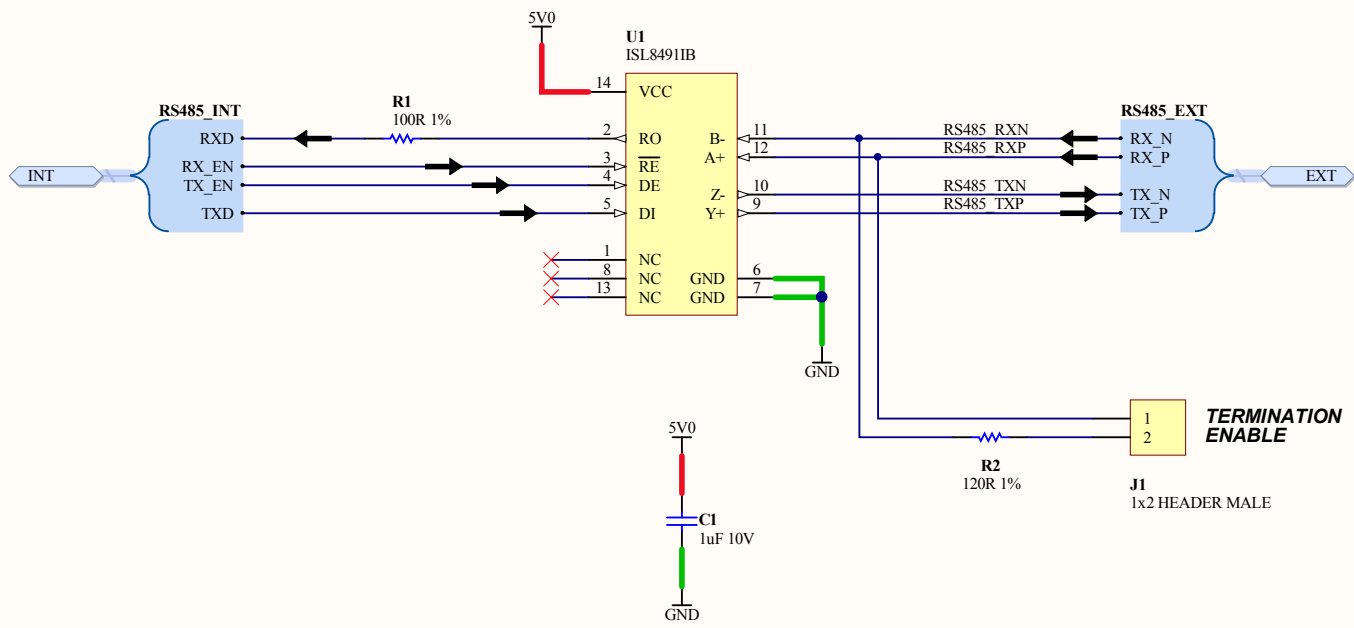 5V0
U1
ISL8491IB
14 VCC
RS485_INT
R1
100R 1%
RS485_EXT
RXD
2 RO
B- 11
RS485_RXN
RX_N
A+ 12
RS485_RXP
RX_P
RX_EN
3 RE
TX_EN
4 DE
INT
EXT
Z- 10
RS485_TXN
TX_N
TXD
5 DI
Y+ 9
RS485_TXP
TX_P
1 NC
8 NC
GND 6
13 NC
GND 7
GND
1
2
TERMINATION
ENABLE
5V0
R2
120R 1%
J1
1x2 HEADER MALE
C1
1uF 10V
GND